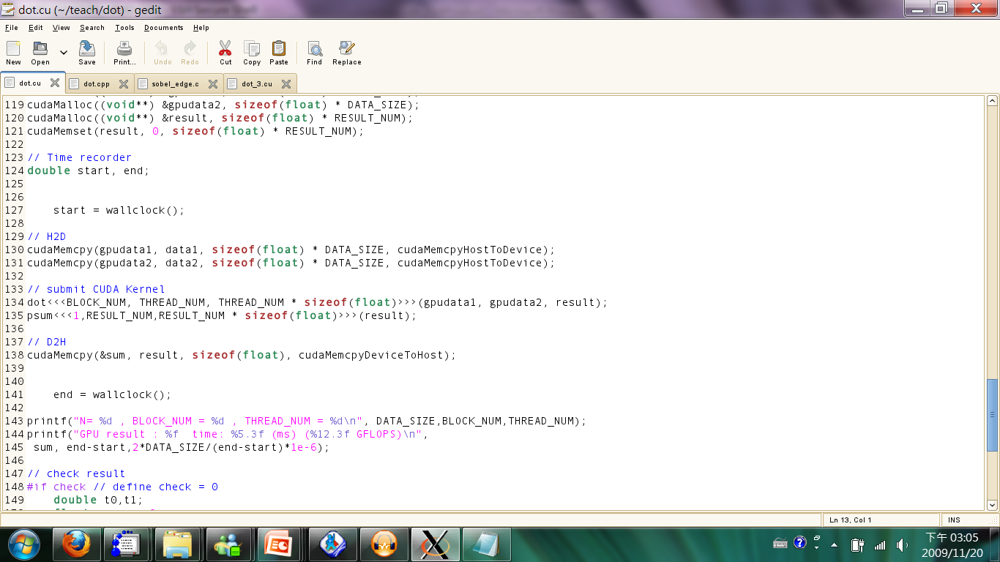 dot.cu (~/teach/dot) - gedit
File Edit View Search Tools Documents Help
New Open Save Print... Undo Redo Cut Copy Paste Find Replace
dot.cu dot.cpp sobel_edge.c dot_3.cu
119 cudaMalloc((void**) &gpudata2, sizeof(float) * DATA_SIZE);
120 cudaMalloc((void**) &result, sizeof(float) * RESULT_NUM);
121 cudaMemset(result, 0, sizeof(float) * RESULT_NUM);
122
123 // Time recorder
124 double start, end;
125
126
127 start = wallclock();
128
129 // H2D
130 cudaMemcpy(gpudata1, data1, sizeof(float) * DATA_SIZE, cudaMemcpyHostToDevice);
131 cudaMemcpy(gpudata2, data2, sizeof(float) * DATA_SIZE, cudaMemcpyHostToDevice);
132
133 // submit CUDA Kernel
134 dot<<<BLOCK_NUM, THREAD_NUM, THREAD_NUM * sizeof(float)>>>(gpudata1, gpudata2, result);
135 psum<<<1,RESULT_NUM,RESULT_NUM * sizeof(float)>>>(result);
136
137 // D2H
138 cudaMemcpy(&sum, result, sizeof(float), cudaMemcpyDeviceToHost);
139
140
141 end = wallclock();
142
143 printf("N= %d , BLOCK_NUM = %d , THREAD_NUM = %d\n", DATA_SIZE,BLOCK_NUM,THREAD_NUM);
144 printf("GPU result : %f  time: %5.3f (ms) (%12.3f GFLOPS)\n",
145 sum, end-start,2*DATA_SIZE/(end-start)*1e-6);
146
147 // check result
148 #if check // define check = 0
149 double t0,t1;
Ln 13, Col 1 INS
下午 03:05
2009/11/20